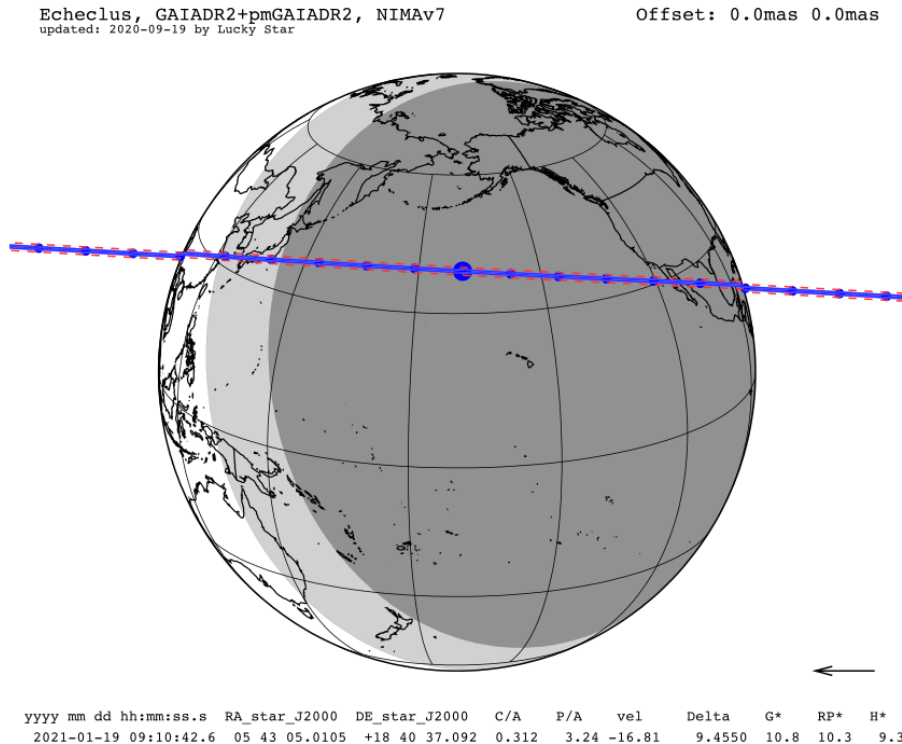 Echeclus, GAIADR2+pmGAIADR2, NIMAv7 Offset: 0.0mas 0.0mas
updated: 2020-09-19 by Lucky Star
yyyy mm dd hh:mm:ss.s RA_star_J2000 DE_star_J2000 C/A P/A vel Delta G* RP* H*
2021-01-19 09:10:42.6 05 43 05.0105 +18 40 37.092 0.312 3.24 -16.81 9.4550 10.8 10.3 9.3